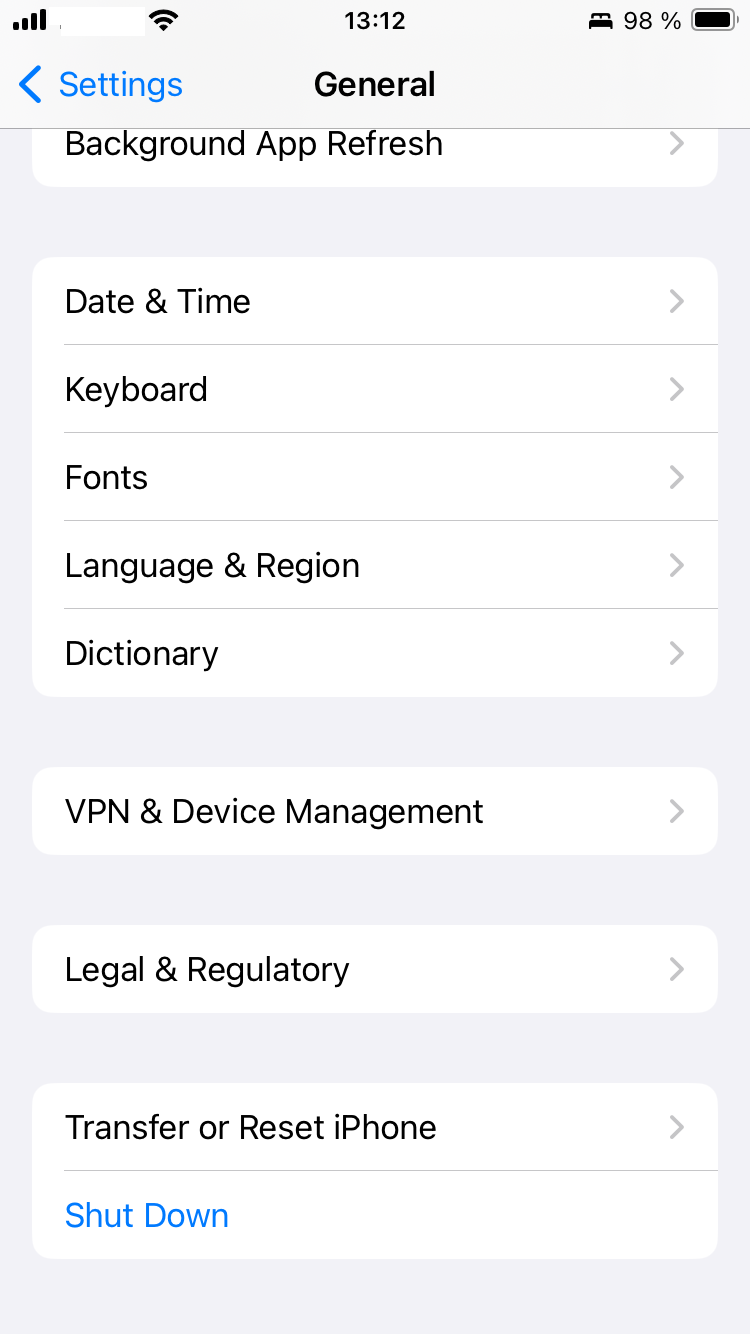 13:12
98 %
Settings
General
Background App Refresh
Date & Time
Keyboard
Fonts
Language & Region
Dictionary
VPN & Device Management
Legal & Regulatory
Transfer or Reset iPhone
Shut Down